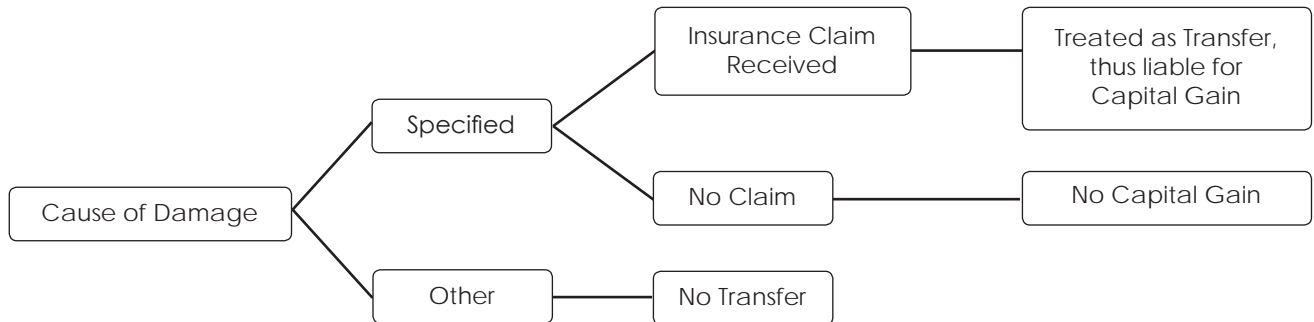 Insurance Claim
Received
Treated as Transfer,
thus liable for
Capital Gain
Specified
No Claim
No Capital Gain
Cause of Damage
Other
No Transfer